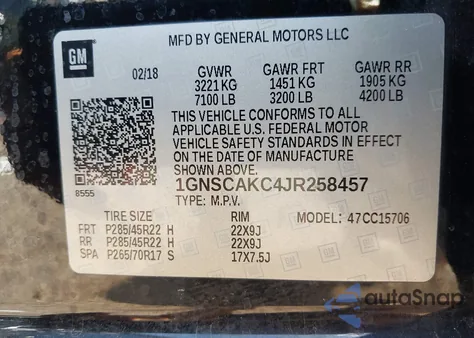 MFD BY GENERAL MOTORS LLC
GM
02/18 GVWR GAWR FRT GAWR RR
3221 KG 1451 KG 1905 KG
7100 LB 3200 LB 4200 LB
THIS VEHICLE CONFORMS TO ALL
APPLICABLE U.S. FEDERAL MOTOR
VEHICLE SAFETY STANDARDS IN EFFECT
ON THE DATE OF MANUFACTURE
SHOWN ABOVE.
1GNSCAKC4JR258457
8555 TYPE: M.P.V.
TIRE SIZE RIM MODEL: 47CC15706
FRT P285/45R22 H 22X9J
RR P285/45R22 H 22X9J
SPA P265/70R17 S 17X7.5J
autoSnap